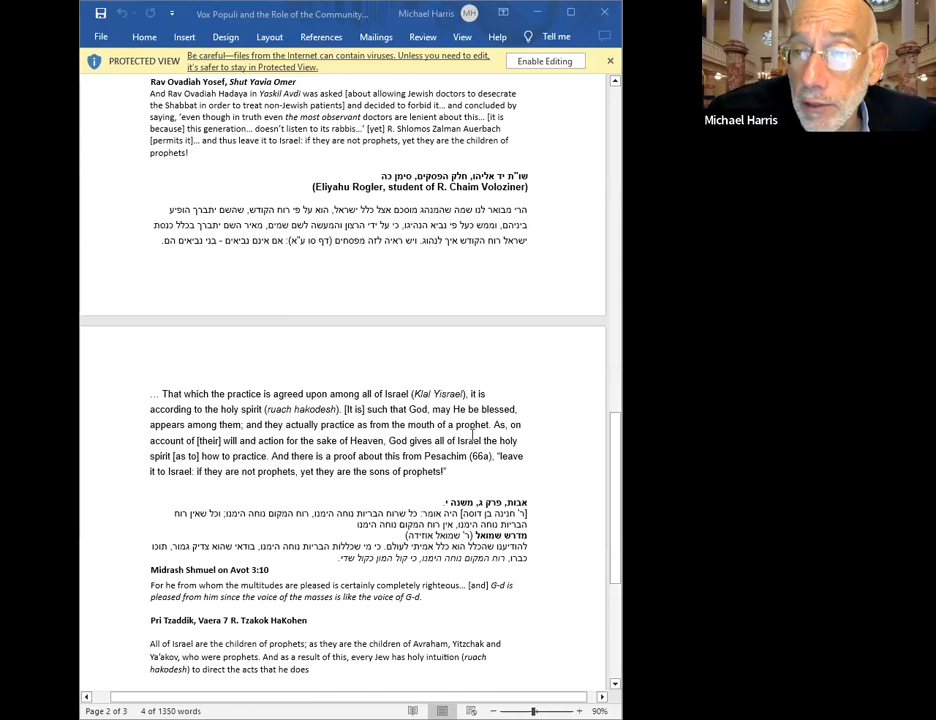 Vox Populi and the Role of the Community...
Michael Harris
MH
File Home Insert Design Layout References Mailings Review View Help Tell me
PROTECTED VIEW
Be careful—files from the Internet can contain viruses. Unless you need to edit,
it's safer to stay in Protected View.
Enable Editing
Rav Ovadiah Yosef, Shut Yavia Omer
And Rav Ovadiah Hadaya in Yaskil Avdi was asked [about allowing Jewish doctors to desecrate
the Shabbat in order to treat non-Jewish patients] and decided to forbid it... and concluded by
saying, 'even though in truth even the most observant doctors are lenient about this... [it is
because] this generation... doesn't listen to its rabbis...' [yet] R. Shlomos Zalman Auerbach
[permits it]... and thus leave it to Israel: if they are not prophets, yet they are the children of
prophets!
שו"ת יד אליהו, חלק הפסקים, סימן כה
(Eliyahu Rogler, student of R. Chaim Voloziner)
הרי מבואר לנו שמה שהמנהג מוסכם אצל כלל ישראל, הוא על פי רוח הקודש, שהשם יתברך הופיע
ביניהם, וממש כעל פי נביא הנהיגו, כי על ידי הרצון והמעשה לשם שמים, מאיר השם יתברך בכלל כנסת
ישראל רוח הקודש איך לנהוג. ויש ראיה לזה מפסחים (דף סו ע"א): אם אינם נביאים - בני נביאים הם.
... That which the practice is agreed upon among all of Israel (Klal Yisrael), it is
according to the holy spirit (ruach hakodesh). [It is] such that God, may He be blessed,
appears among them; and they actually practice as from the mouth of a prophet. As, on
account of [their] will and action for the sake of Heaven, God gives all of Israel the holy
spirit [as to] how to practice. And there is a proof about this from Pesachim (66a), "leave
it to Israel: if they are not prophets, yet they are the sons of prophets!"
אבות, פרק ג, משנה י.
[ר' חנינה בן דוסה] היה אומר: כל שרוח הבריות נוחה הימנו, רוח המקום נוחה הימנו; וכל שאין רוח
הבריות נוחה הימנו, אין רוח המקום נוחה הימנו
מדרש שמואל (ר' שמואל אוזידה)
להודיענו שהכלל הוא כלל אמיתי לעולם. כי מי שכללות הבריות נוחה הימנו, בודאי שהוא צדיק גמור, תוכו
כברו, רוח המקום נוחה הימנו, כי קול המון כקול שדי.
Midrash Shmuel on Avot 3:10
For he from whom the multitudes are pleased is certainly completely righteous... [and] G-d is
pleased from him since the voice of the masses is like the voice of G-d.
Pri Tzaddik, Vaera 7 R. Tzakok HaKohen
All of Israel are the children of prophets; as they are the children of Avraham, Yitzchak and
Ya'akov, who were prophets. And as a result of this, every Jew has holy intuition (ruach
hakodesh) to direct the acts that he does
Page 2 of 3 4 of 1350 words
90%
Michael Harris